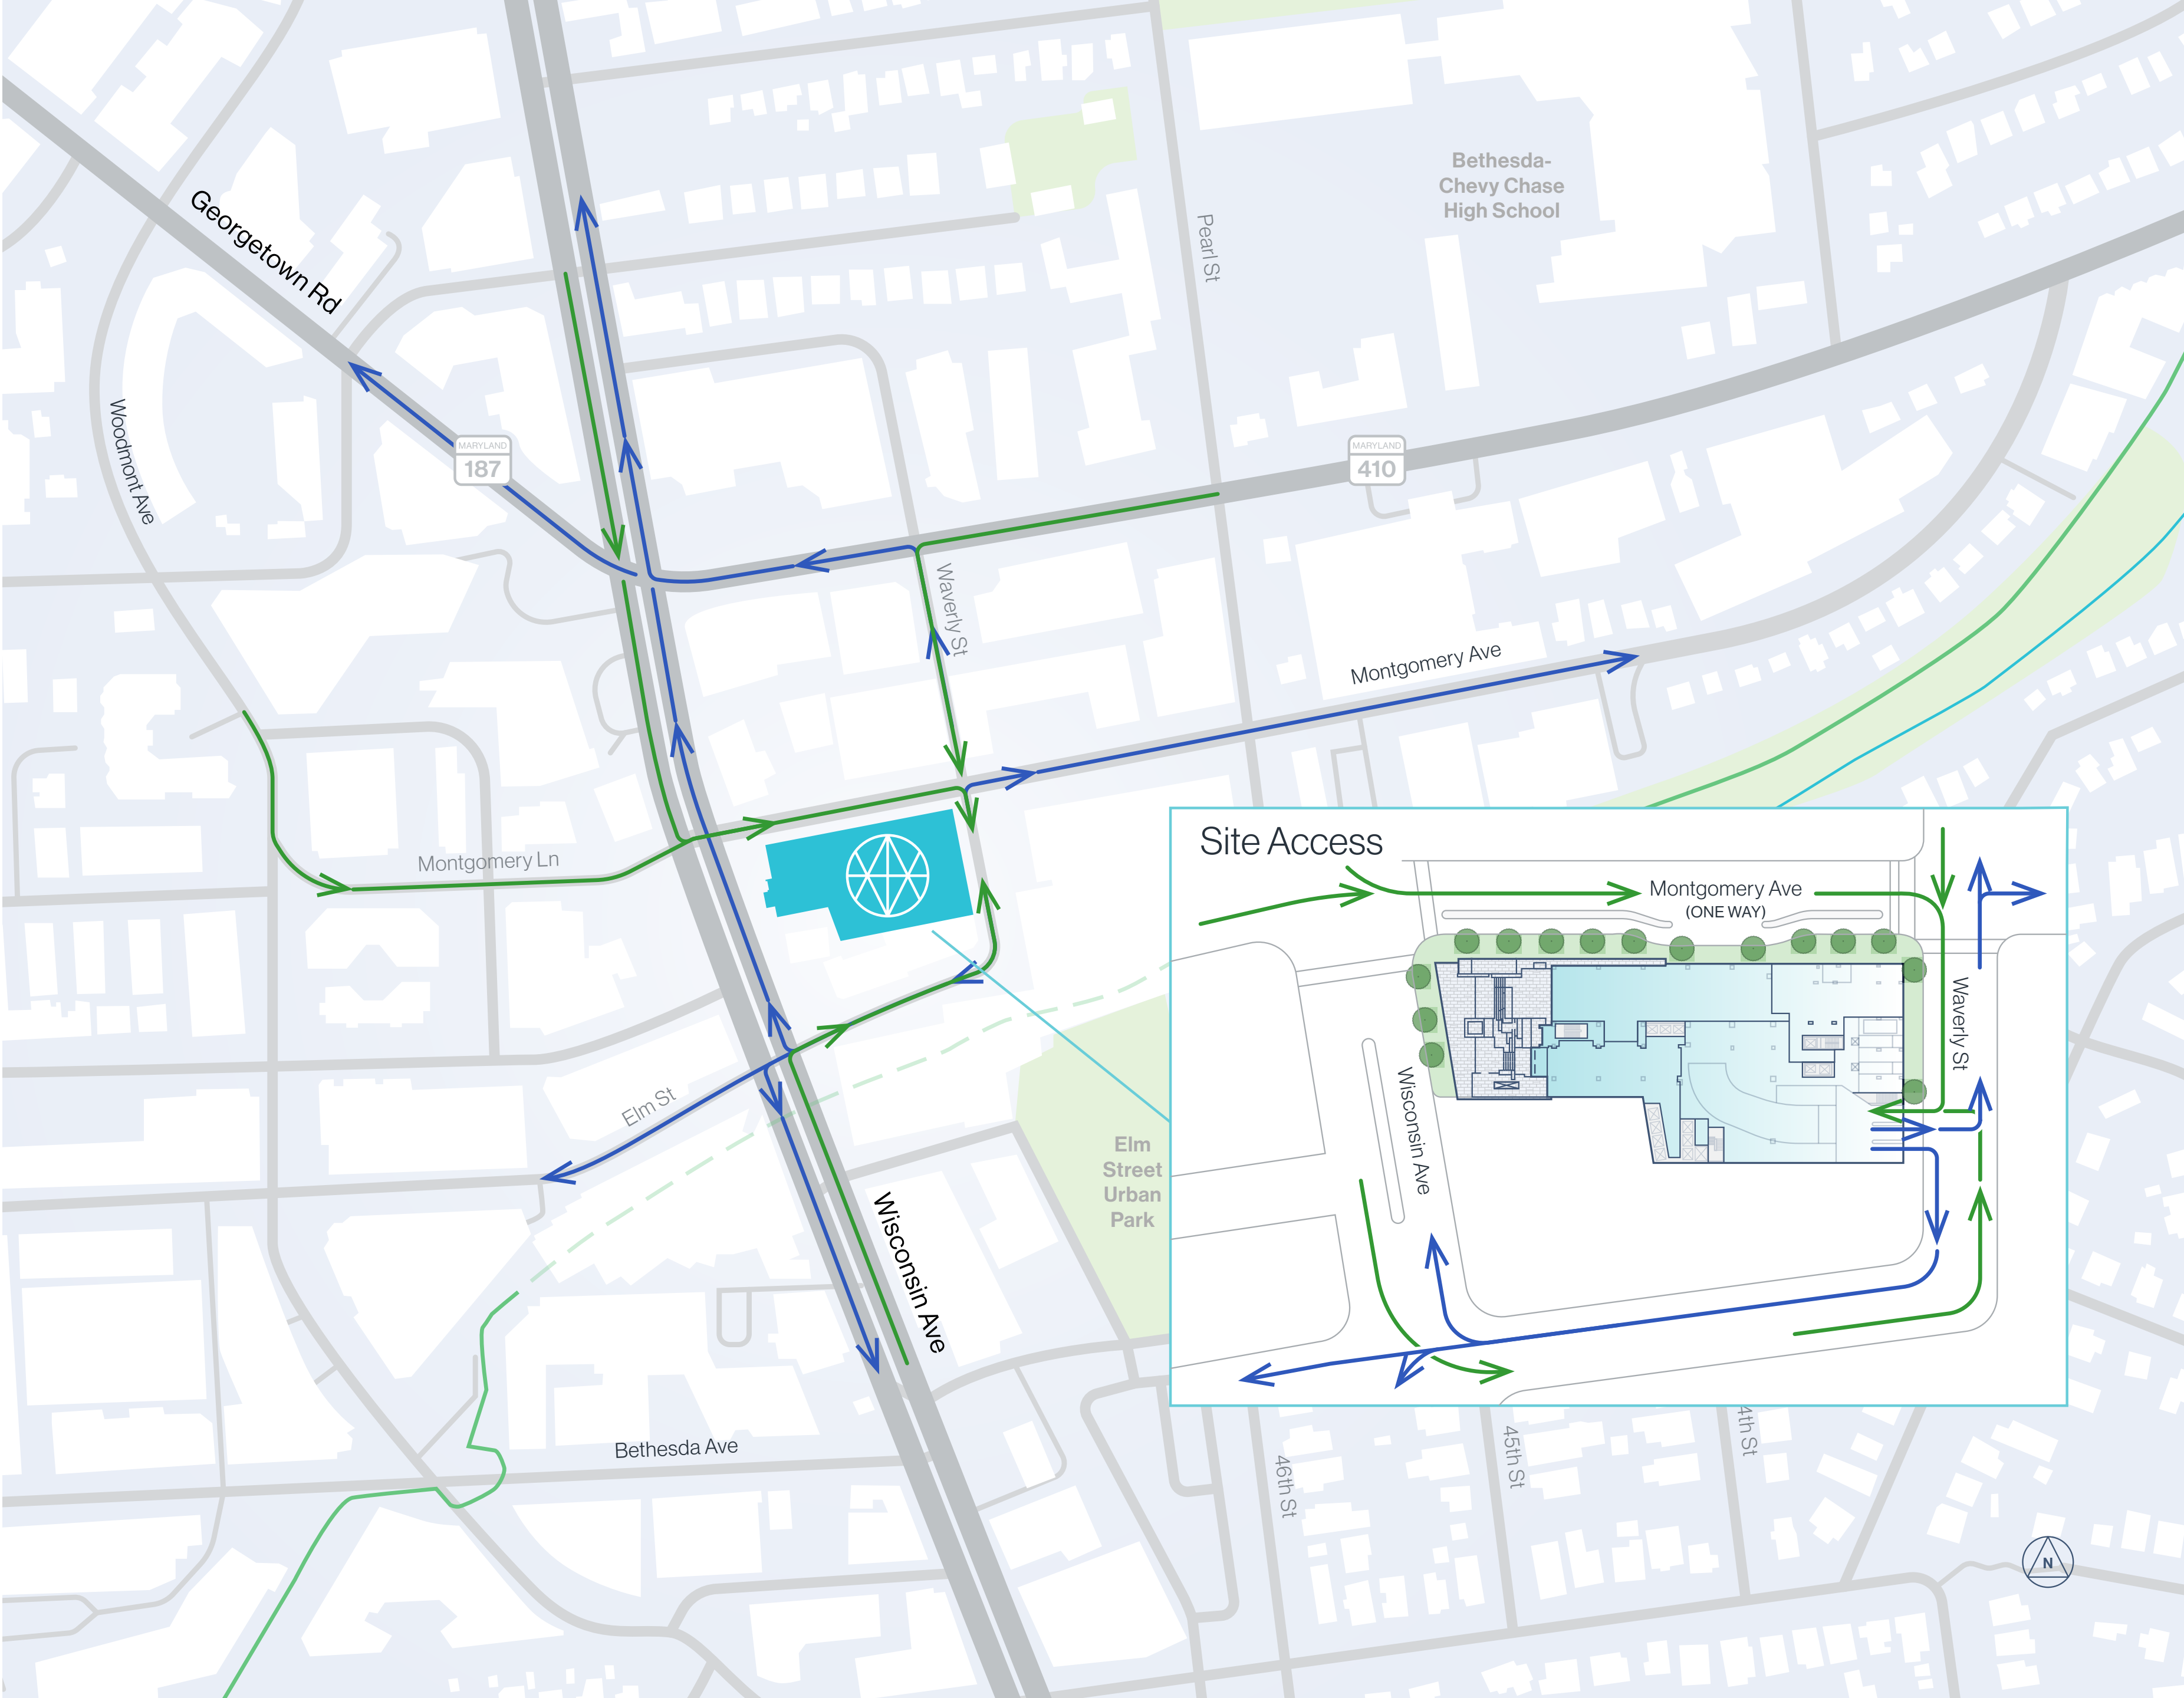 Georgetown Rd
Bethesda-
Chevy Chase
High School
Pearl St
Woodmont Ave
MARYLAND
187
MARYLAND
410
Waverly St
Montgomery Ave
Montgomery Ln
Site Access
Montgomery Ave
(ONE WAY)
Waverly St
Wisconsin Ave
Elm St
Elm
Street
Urban
Park
Wisconsin Ave
Bethesda Ave
46th St
45th St
4th St
N